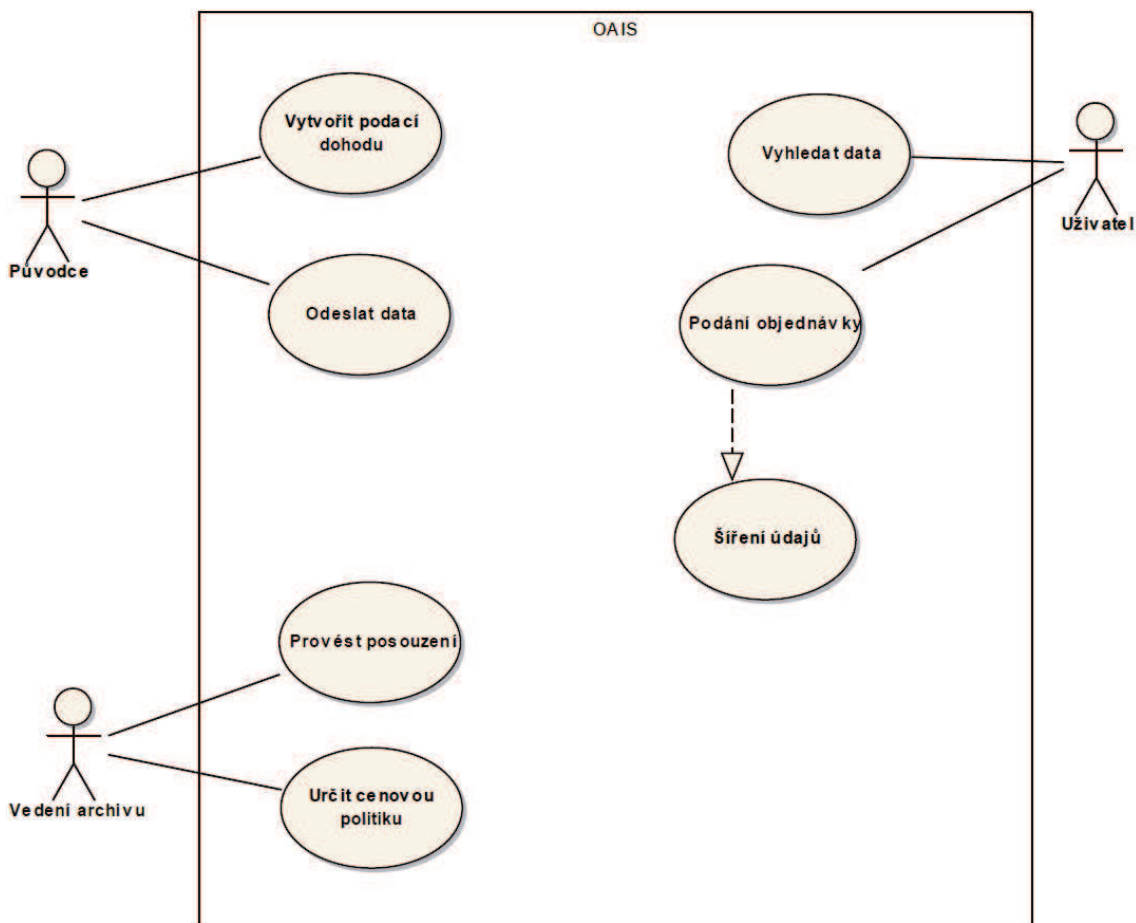 OAIS
Vytvořit podací
dohodu
Vyhledat data
Uživatel
Původce
Odeslat data
Podání objednávky
Šíření údajů
Provést posouzení
Vedení archivu
Určit cenovou
politiku